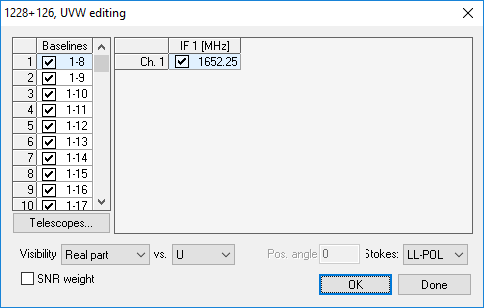 1228+126, UVW editing
Baselines
1 1-8
2 1-9
3 1-10
4 1-11
5 1-12
6 1-13
7 1-14
8 1-15
9 1-16
10 1-17
IF 1 [MHz]
Ch. 1 1652.25
Telescopes...
Visibility Real part vs. U Pos. angle 0 Stokes: LL-POL
SNR weight
OK Done